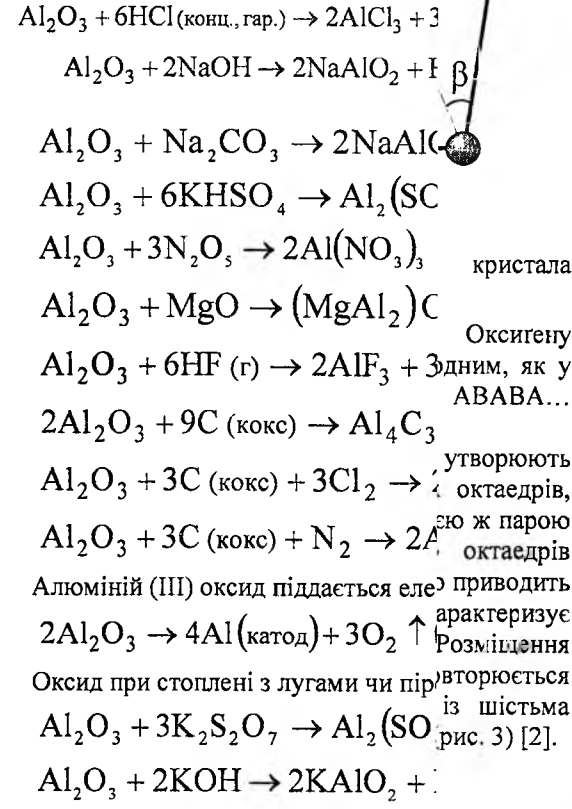 Al₂O₃ + 6HCl (конц., гар.) → 2AlCl₃ + 3
Al₂O₃ + 2NaOH → 2NaAlO₂ +
β
Al₂O₃ + Na₂CO₃ → 2NaAl
Al₂O₃ + 6KHSO₄ → Al₂(SO
Al₂O₃ + 3N₂O₅ → 2Al(NO₃)₃
кристала
Al₂O₃ + MgO → (MgAl₂)O
Оксигену
Al₂O₃ + 6HF (г) → 2AlF₃ + 3
дним, як у
АВАВА...
2Al₂O₃ + 9C (кокс) → Al₄C₃
утворюють
Al₂O₃ + 3C (кокс) + 3Cl₂ →
октаедрів,
єю ж парою
Al₂O₃ + 3C (кокс) + N₂ → 2A
октаедрів
Алюміній (III) оксид піддається еле
приводить
арактеризує
2Al₂O₃ → 4Al (катод) + 3O₂ ↑
Розміщення
Оксид при стоплені з лугами чи пір
вторюється
із шістьма
Al₂O₃ + 3K₂S₂O₇ → Al₂(SO
рис. 3) [2].
Al₂O₃ + 2KOH → 2KAlO₂ +